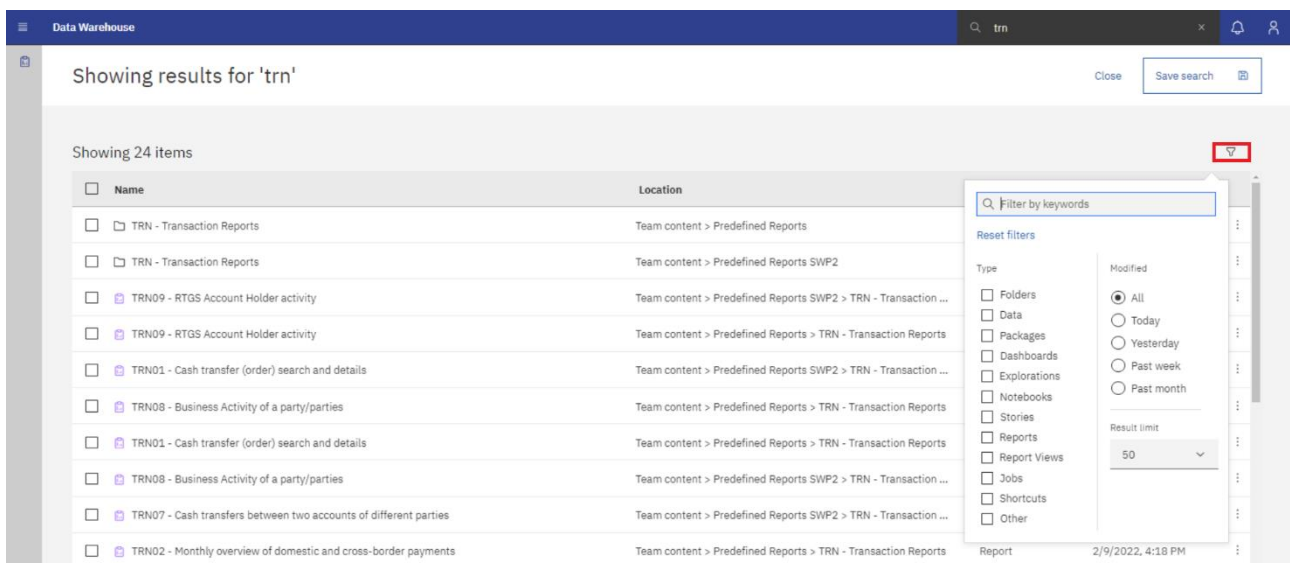 Data Warehouse
trn
Showing results for 'trn'
Close
Save search
Showing 24 items
Name
Location
Filter by keywords
Reset filters
Type
Modified
Folders
Data
Packages
Dashboards
Explorations
Notebooks
Stories
Reports
Report Views
Jobs
Shortcuts
Other
All
Today
Yesterday
Past week
Past month
Result limit
50
TRN - Transaction Reports Team content > Predefined Reports
TRN - Transaction Reports Team content > Predefined Reports SWP2
TRN09 - RTGS Account Holder activity Team content > Predefined Reports SWP2 > TRN - Transaction ...
TRN09 - RTGS Account Holder activity Team content > Predefined Reports > TRN - Transaction Reports
TRN01 - Cash transfer (order) search and details Team content > Predefined Reports SWP2 > TRN - Transaction ...
TRN08 - Business Activity of a party/parties Team content > Predefined Reports > TRN - Transaction Reports
TRN01 - Cash transfer (order) search and details Team content > Predefined Reports > TRN - Transaction Reports
TRN08 - Business Activity of a party/parties Team content > Predefined Reports SWP2 > TRN - Transaction ...
TRN07 - Cash transfers between two accounts of different parties Team content > Predefined Reports SWP2 > TRN - Transaction ...
TRN02 - Monthly overview of domestic and cross-border payments Team content > Predefined Reports > TRN - Transaction Reports Report 2/9/2022, 4:18 PM